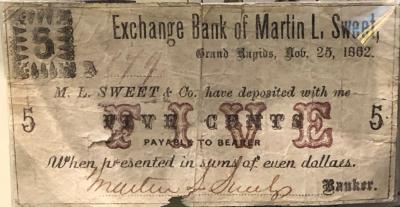 5
Exchange Bank of Martin L. Sweet,
Grand Rapids, Nov. 25, 1862.
M. L. SWEET & Co. have deposited with me
5 FIVE CENTS 5
FIVE
PAYABLE TO BEARER
When presented in sums of even dollars.
Martin L Sweet
Banker.